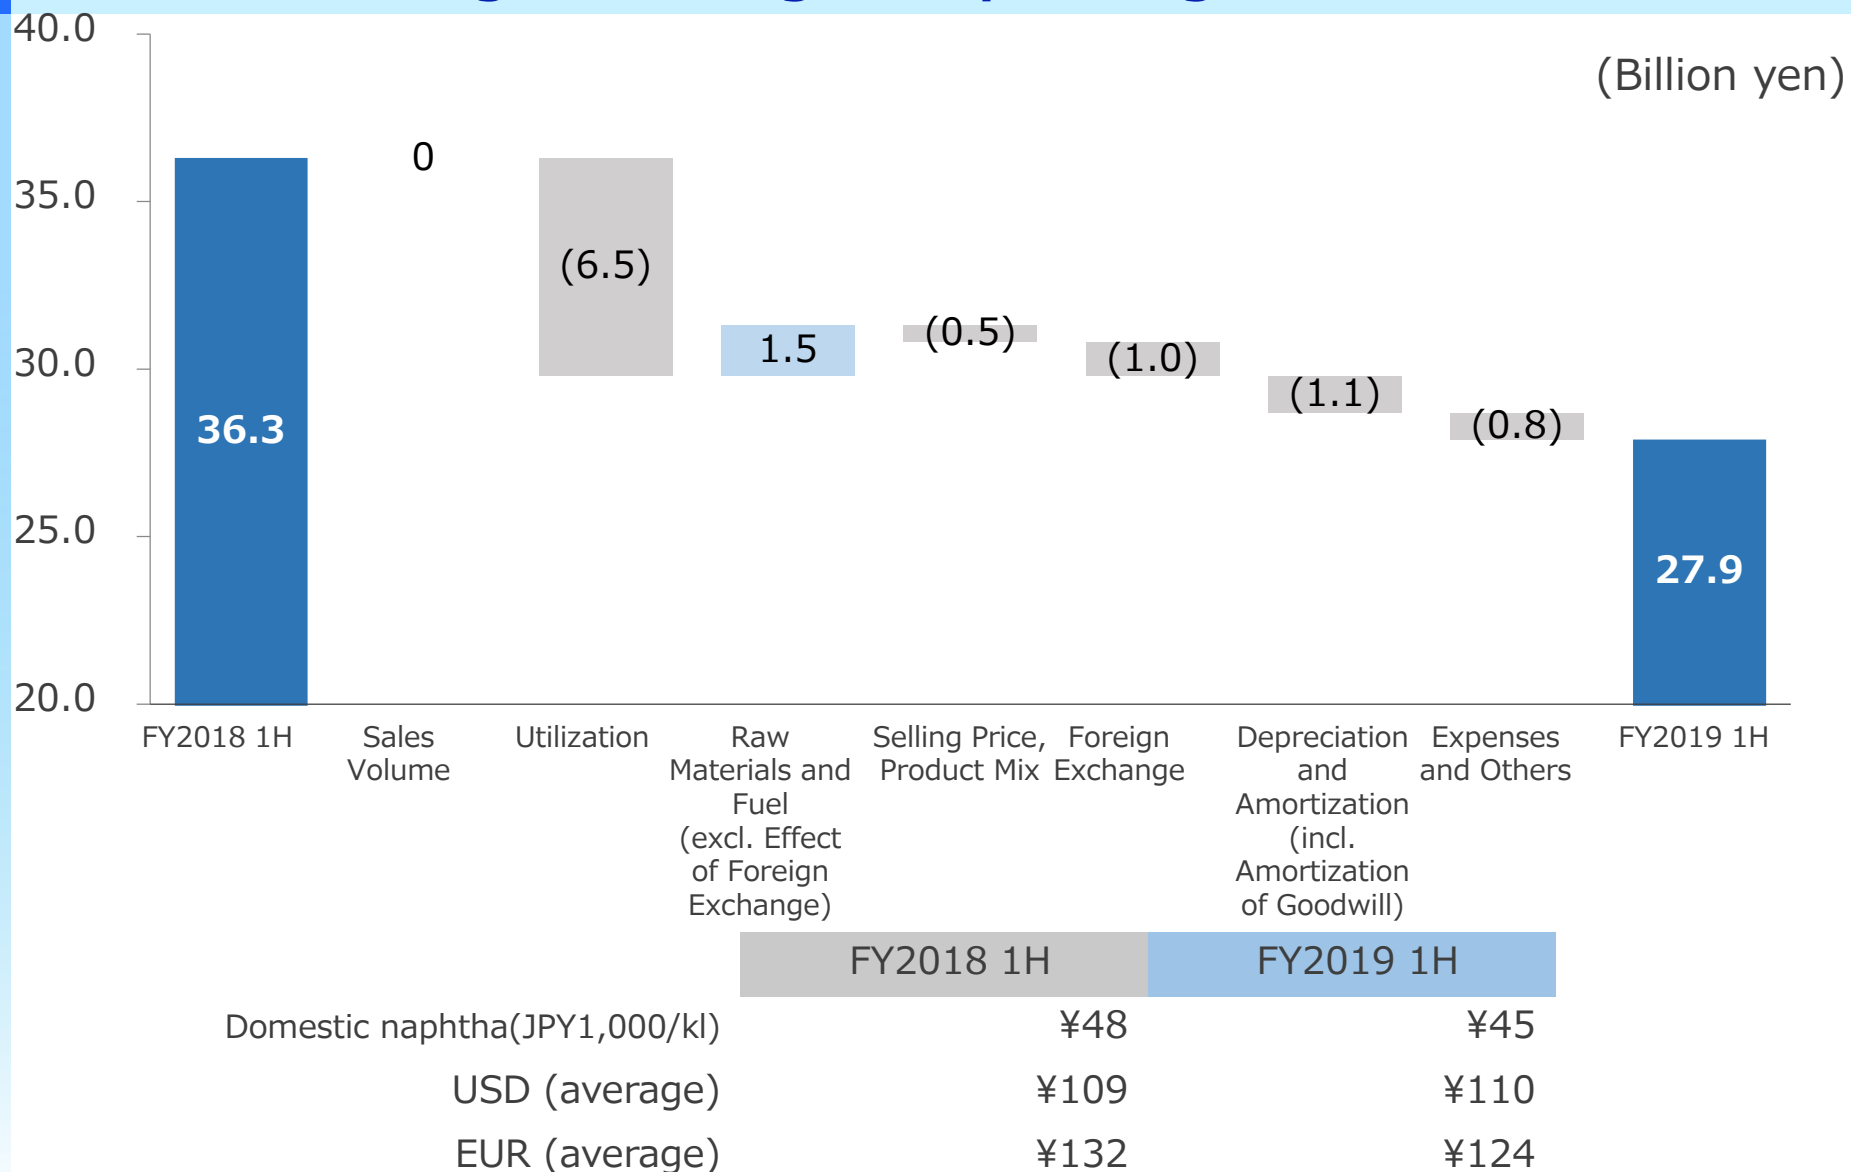 40.0
(Billion yen)
35.0
30.0
25.0
20.0
36.3
0
(6.5)
1.5
(0.5)
(1.0)
(1.1)
(0.8)
27.9
FY2018 1H
Sales
Volume
Utilization
Raw
Materials and
Fuel
(excl. Effect
of Foreign
Exchange)
Selling Price,
Product Mix
Foreign
Exchange
Depreciation
and
Amortization
(incl.
Amortization
of Goodwill)
Expenses
and Others
FY2019 1H
FY2018 1H FY2019 1H
Domestic naphtha(JPY1,000/kl) ¥48 ¥45
USD (average) ¥109 ¥110
EUR (average) ¥132 ¥124